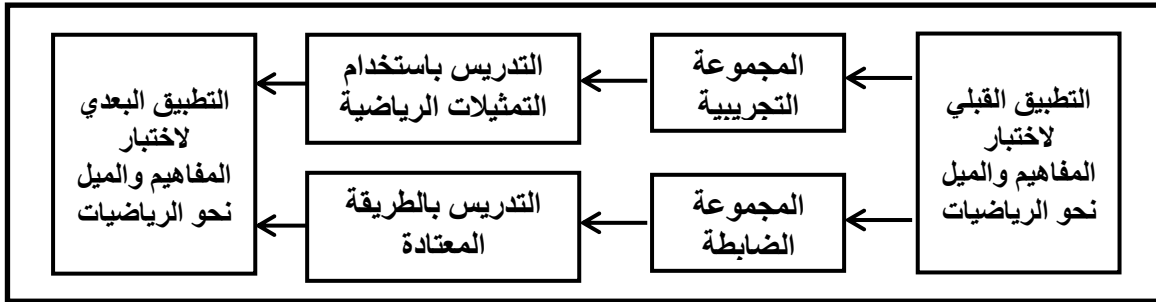 التطبيق القبلي
لاختبار
المفاهيم والميل
نحو الرياضيات
المجموعة
التجريبية
التدريس باستخدام
التمثيلات الرياضية
المجموعة
الضابطة
التدريس بالطريقة
المعتادة
التطبيق البعدي
لاختبار
المفاهيم والميل
نحو الرياضيات